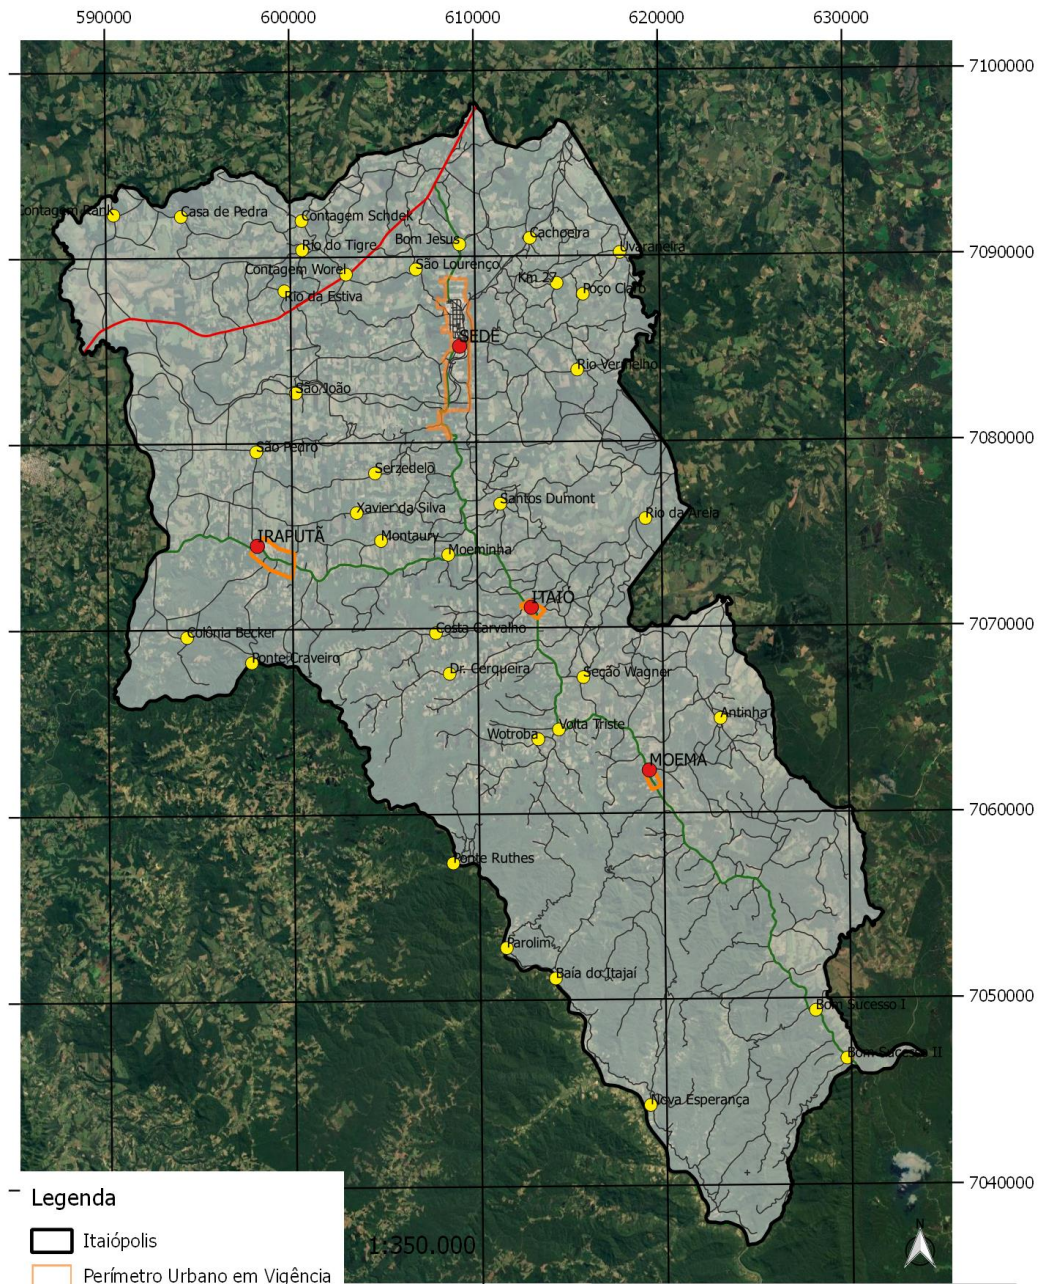 590000 600000 610000 620000 630000
7100000
Contagem Rank
Casa de Pedra
Contagem Schdek
Rio do Tigre
Bom Jesus
Cachoeira
Uvaraneira
7090000
Contagem Worel
São Lourenço
Km 27
Poço Claro
Rio da Estiva
SEDE
Rio Vermelho
São João
7080000
São Pedro
Serzedelo
Xavier da Silva
Santos Dumont
Rio da Areia
IRAPUTÃ
Montaury
Moeminha
ITAIÓ
7070000
Colônia Becker
Costa Carvalho
Ponte Craveiro
Dr. Cerqueira
Seção Wagner
Antinha
Volta Triste
Wotroba
MOEMA
7060000
Ponte Ruthes
Parolim
Baía do Itajaí
7050000
Bom Sucesso I
Bom Sucesso II
Nova Esperança
7040000
Legenda
Itaiópolis
1:350.000
N
Perímetro Urbano em Vigência